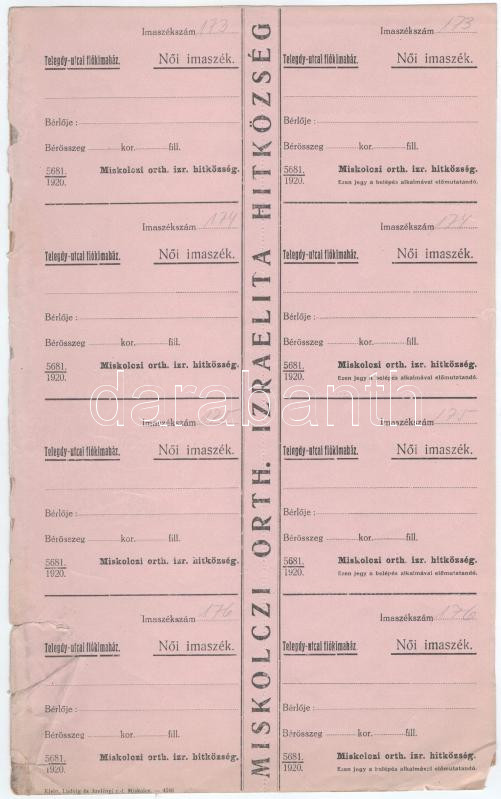 Imaszékszám 173
Telegdy-utcai fiókimaház. Női imaszék.
Bérlője :
Bérösszeg kor. fill.
5681. Miskolczi orth. izr. hitközség.
1920.
Imaszékszám 174
Telegdy-utcai fiókimaház. Női imaszék.
Bérlője :
Bérösszeg kor. fill.
5681. Miskolczi orth. izr. hitközség.
1920.
Imaszékszám 175
Telegdy-utcai fiókimaház. Női imaszék.
Bérlője :
Bérösszeg kor. fill.
5681. Miskolczi orth. izr. hitközség.
1920.
Imaszékszám 176
Telegdy-utcai fiókimaház. Női imaszék.
Bérlője :
Bérösszeg kor. fill.
5681. Miskolczi orth. izr. hitközség.
1920.
Klein, Ludvig és Miskolcz.
MISKOLCZI ORTH. IZRAELITA HITKÖZSÉG
Imaszékszám 173
Telegdy-utcai fiókimaház. Női imaszék.
Bérlője :
Bérösszeg kor. fill.
5681. Miskolczi orth. izr. hitközség.
1920. Ezen jegy a belépés alkalmával előmutatandó.
Imaszékszám 174
Telegdy-utcai fiókimaház. Női imaszék.
Bérlője :
Bérösszeg kor. fill.
5681. Miskolczi orth. izr. hitközség.
1920. Ezen jegy a belépés alkalmával előmutatandó.
Imaszékszám 175
Telegdy-utcai fiókimaház. Női imaszék.
Bérlője :
Bérösszeg kor. fill.
5681. Miskolczi orth. izr. hitközség.
1920. Ezen jegy a belépés alkalmával előmutatandó.
Imaszékszám 176
Telegdy-utcai fiókimaház. Női imaszék.
Bérlője :
Bérösszeg kor. fill.
5681. Miskolczi orth. izr. hitközség.
1920. Ezen jegy a belépés alkalmával előmutatandó.
darabanth